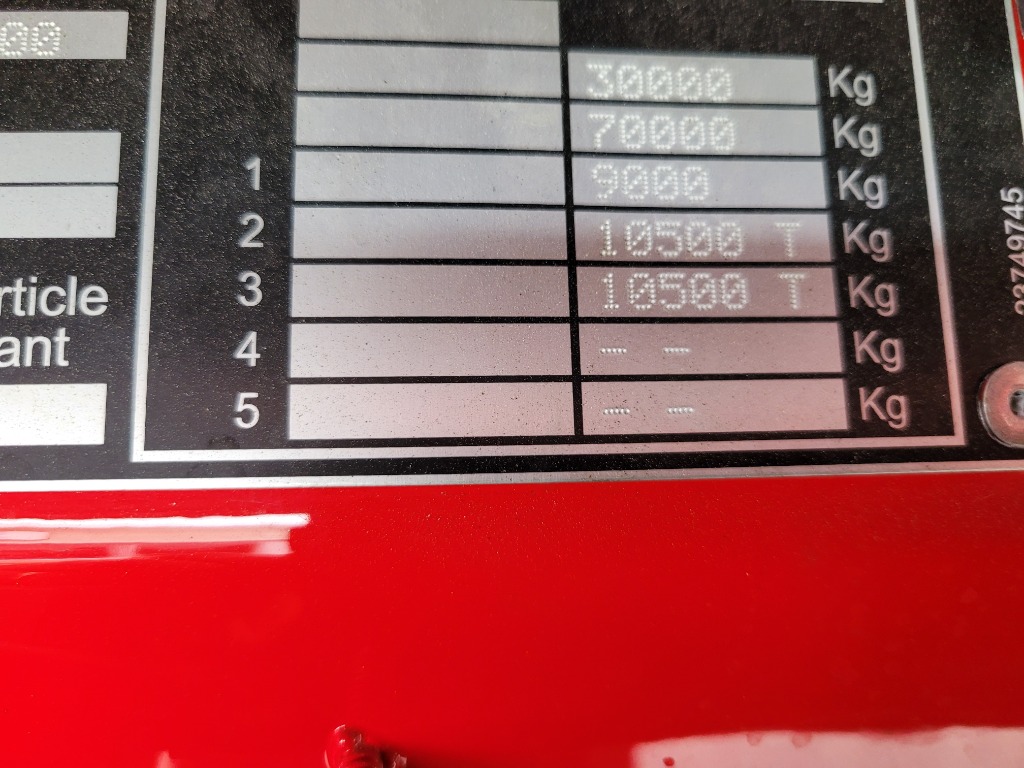 00
30000 Kg
70000 Kg
1 9000 Kg
2 10500 T Kg
3 10500 T Kg
rticle
4 -- -- Kg
ant
5 -- -- Kg